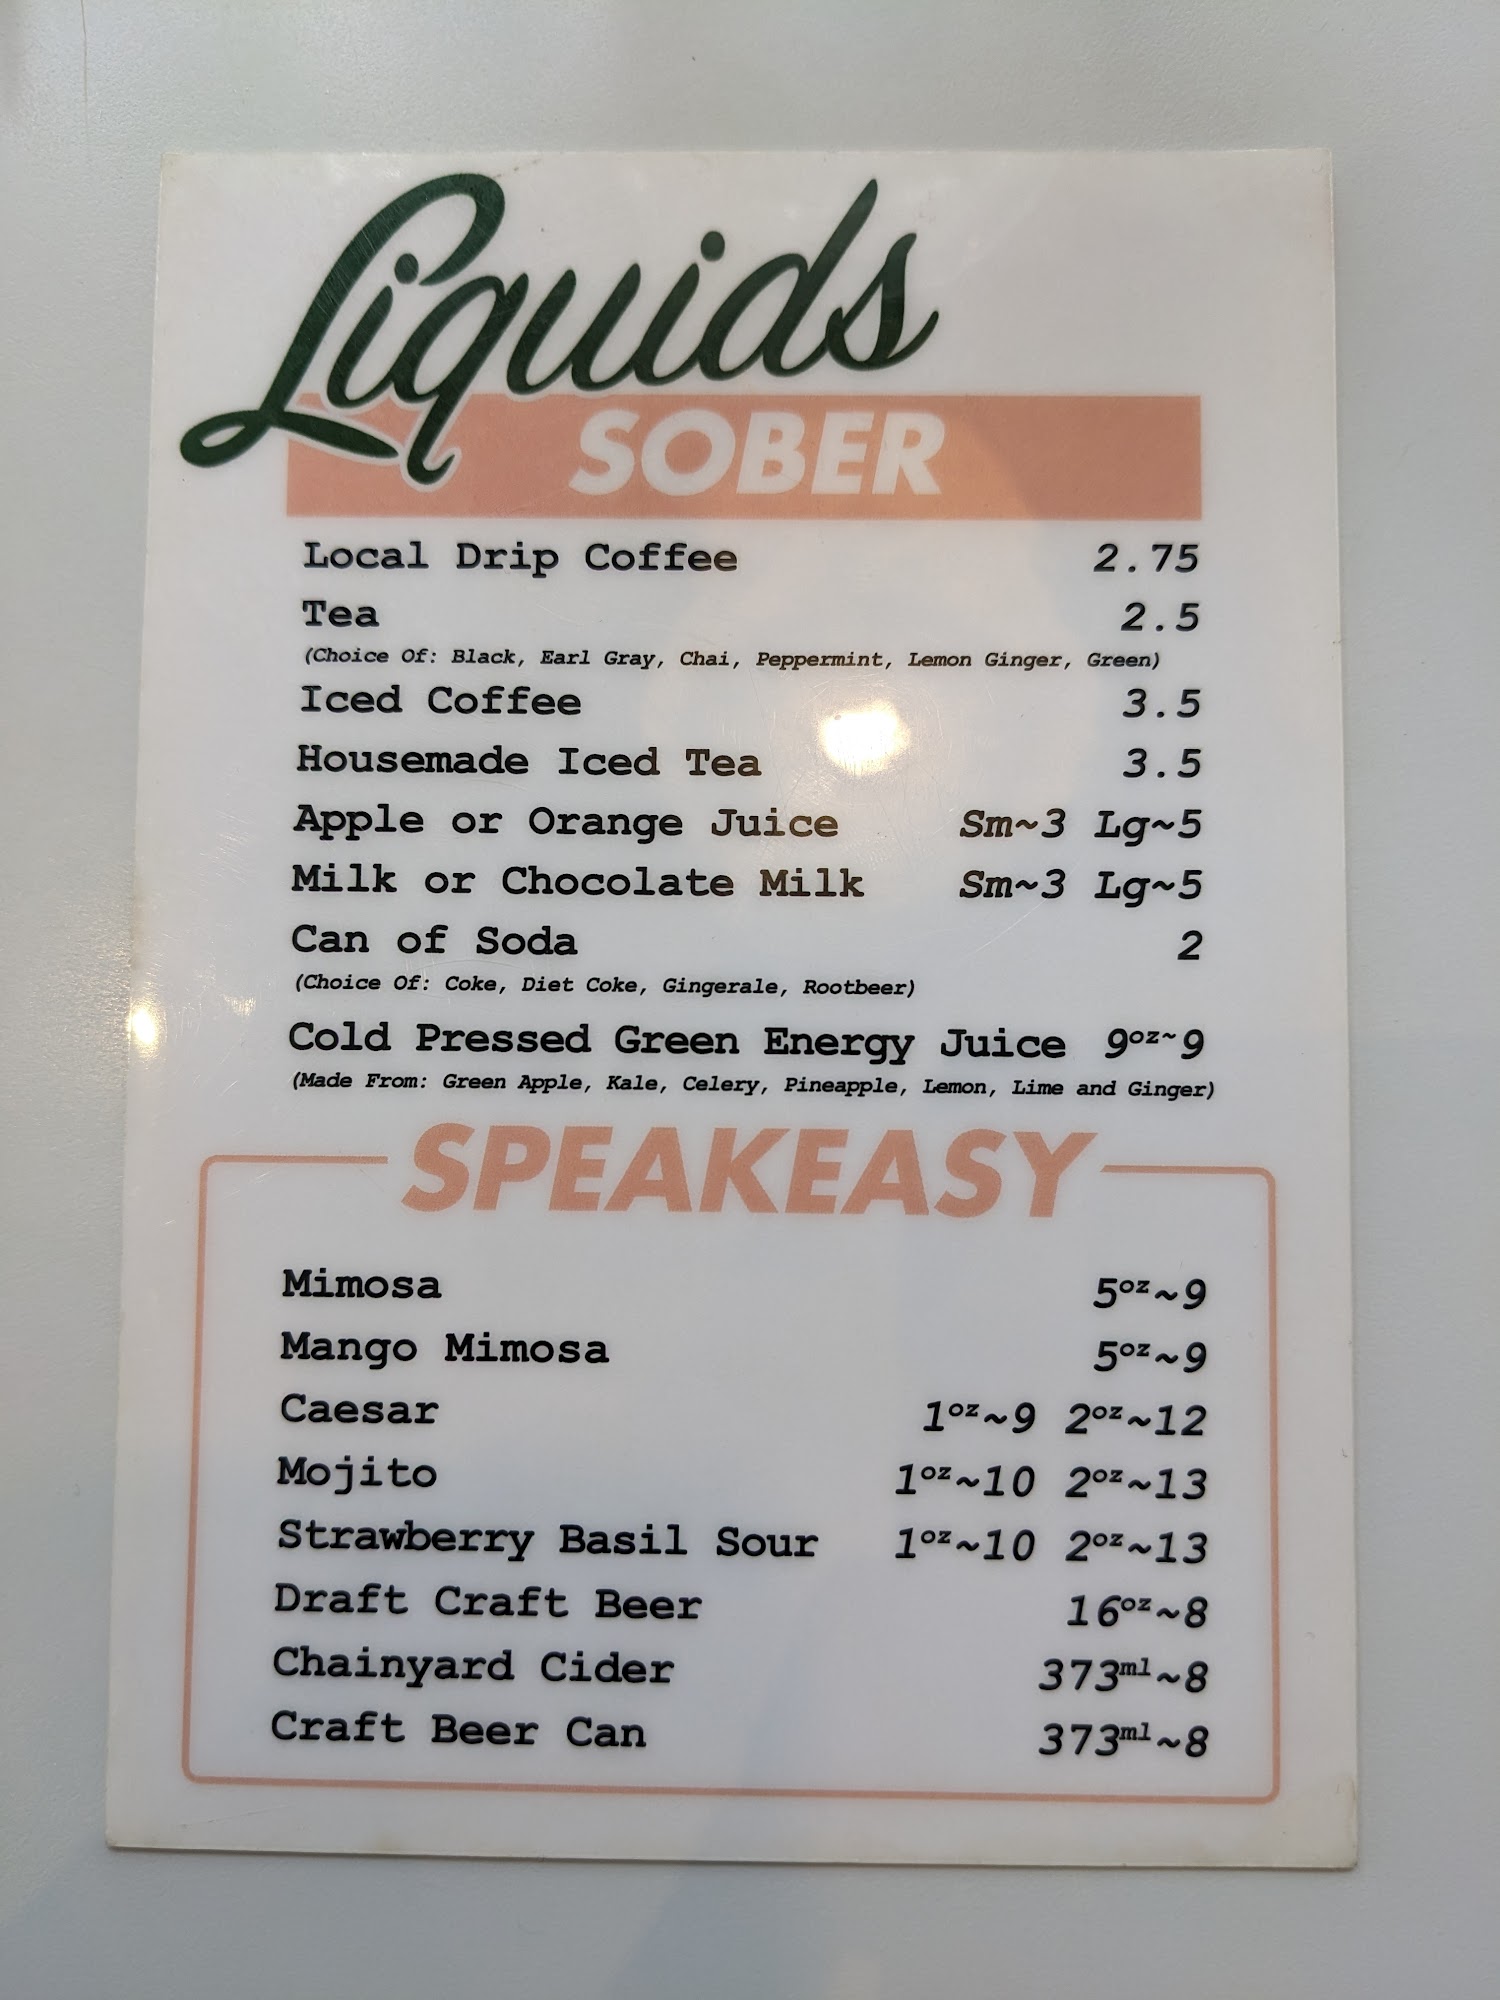 Liquids
SOBER
Local Drip Coffee 2.75
Tea 2.5
(Choice Of: Black, Earl Gray, Chai, Peppermint, Lemon Ginger, Green)
Iced Coffee 3.5
Housemade Iced Tea 3.5
Apple or Orange Juice Sm~3 Lg~5
Milk or Chocolate Milk Sm~3 Lg~5
Can of Soda 2
(Choice Of: Coke, Diet Coke, Gingerale, Rootbeer)
Cold Pressed Green Energy Juice 9oz~9
(Made From: Green Apple, Kale, Celery, Pineapple, Lemon, Lime and Ginger)
SPEAKEASY
Mimosa 5oz~9
Mango Mimosa 5oz~9
Caesar 1oz~9 2oz~12
Mojito 1oz~10 2oz~13
Strawberry Basil Sour 1oz~10 2oz~13
Draft Craft Beer 16oz~8
Chainyard Cider 373ml~8
Craft Beer Can 373ml~8